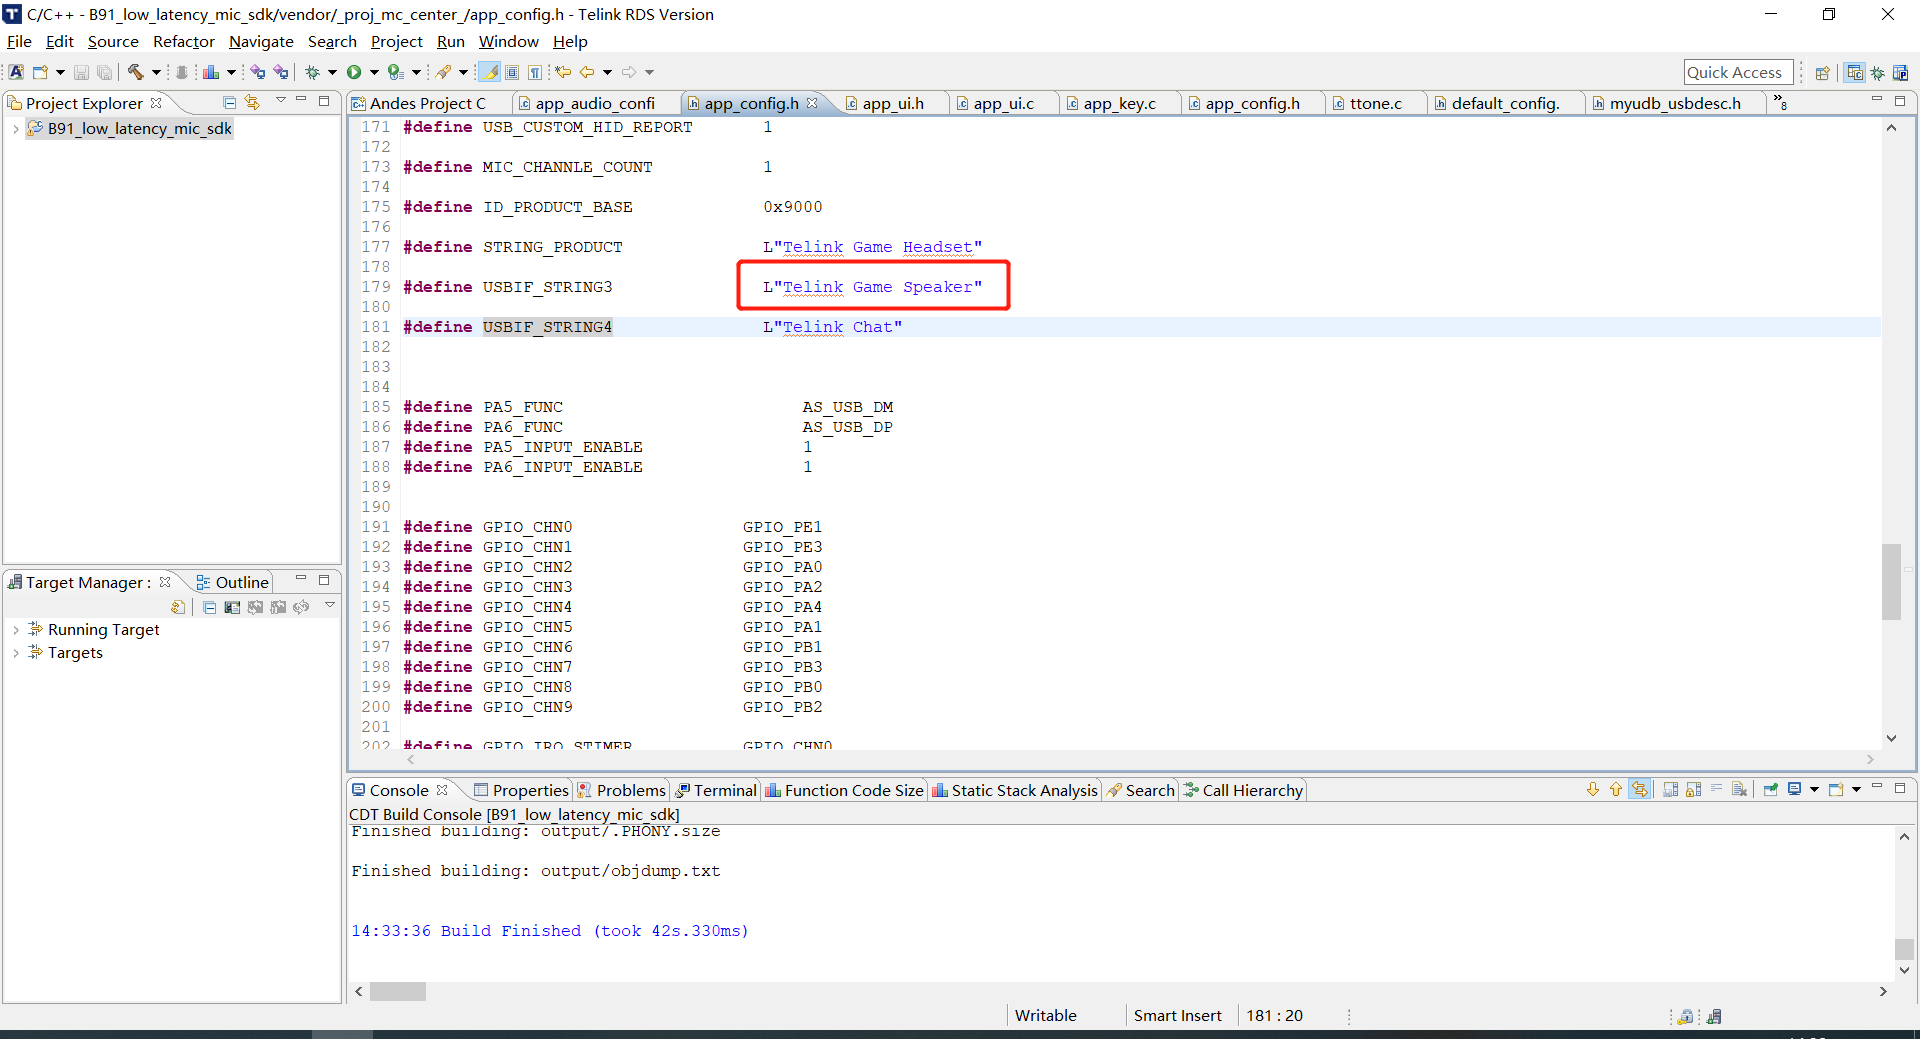 C/C++ - B91_low_latency_mic_sdk/vendor/_proj_mc_center_/app_config.h - Telink RDS Version
File Edit Source Refactor Navigate Search Project Run Window Help
Quick Access
Project Explorer
B91_low_latency_mic_sdk
Andes Project C app_audio_confi app_config.h app_ui.h app_ui.c app_key.c app_config.h ttone.c default_config. myudb_usbdesc.h »8
171 #define USB_CUSTOM_HID_REPORT 1
172
173 #define MIC_CHANNLE_COUNT 1
174
175 #define ID_PRODUCT_BASE 0x9000
176
177 #define STRING_PRODUCT L"Telink Game Headset"
178
179 #define USBIF_STRING3 L"Telink Game Speaker"
180
181 #define USBIF_STRING4 L"Telink Chat"
182
183
184
185 #define PA5_FUNC AS_USB_DM
186 #define PA6_FUNC AS_USB_DP
187 #define PA5_INPUT_ENABLE 1
188 #define PA6_INPUT_ENABLE 1
189
190
191 #define GPIO_CHN0 GPIO_PE1
192 #define GPIO_CHN1 GPIO_PE3
193 #define GPIO_CHN2 GPIO_PA0
194 #define GPIO_CHN3 GPIO_PA2
195 #define GPIO_CHN4 GPIO_PA4
196 #define GPIO_CHN5 GPIO_PA1
197 #define GPIO_CHN6 GPIO_PB1
198 #define GPIO_CHN7 GPIO_PB3
199 #define GPIO_CHN8 GPIO_PB0
200 #define GPIO_CHN9 GPIO_PB2
201
202 #define GPIO_IRQ_STIMER GPIO_CHN0
Target Manager : Outline
Running Target
Targets
Console Properties Problems Terminal Function Code Size Static Stack Analysis Search Call Hierarchy
CDT Build Console [B91_low_latency_mic_sdk]
Finished building: output/.PHONY.size
Finished building: output/objdump.txt
14:33:36 Build Finished (took 42s.330ms)
Writable Smart Insert 181 : 20